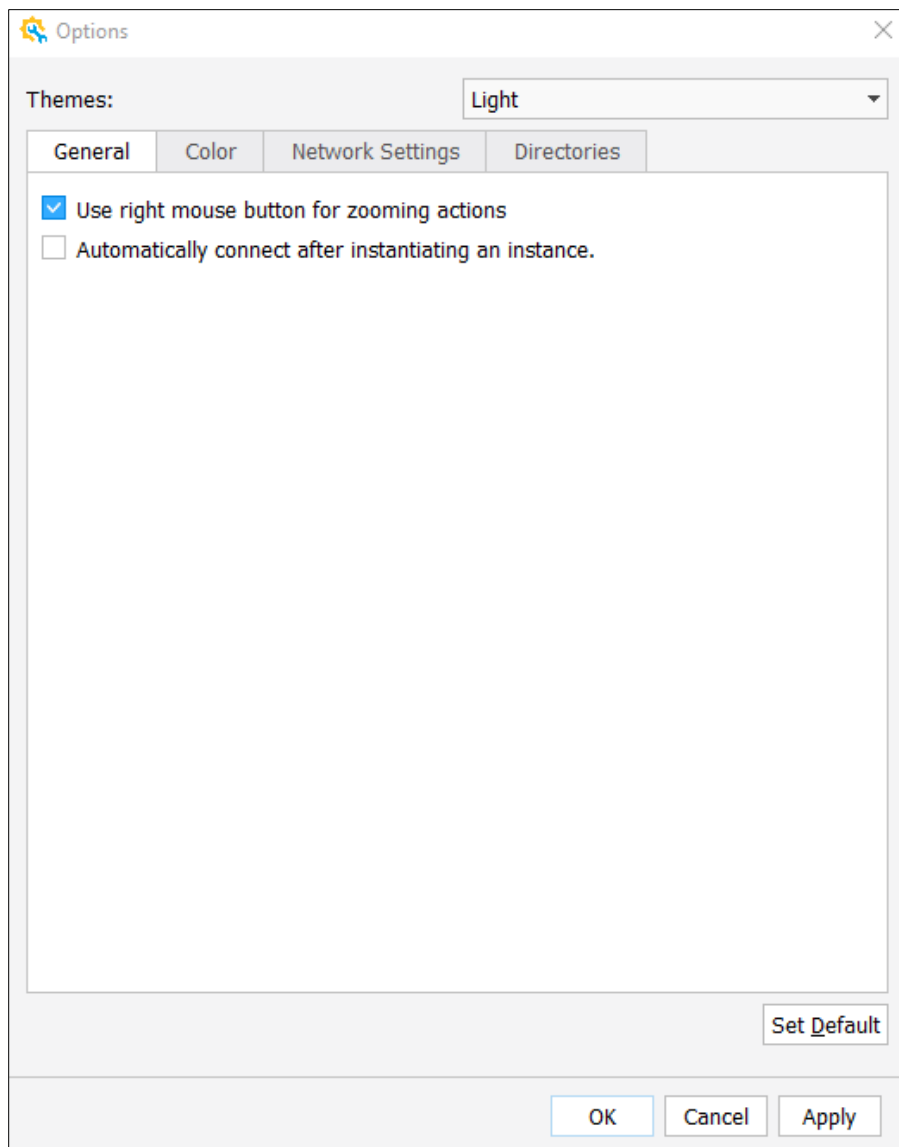 Options
Themes: Light
General Color Network Settings Directories
Use right mouse button for zooming actions
Automatically connect after instantiating an instance.
Set Default
OK Cancel Apply